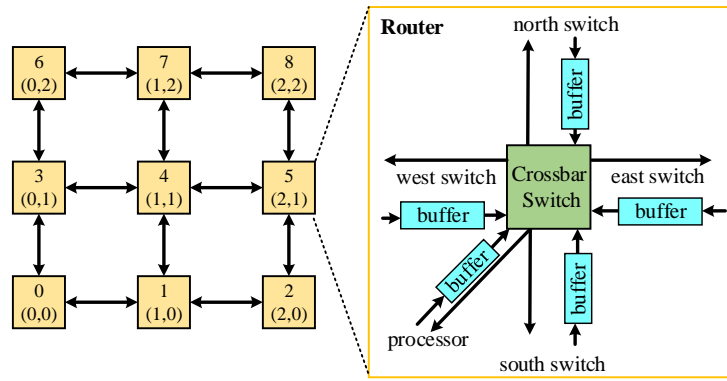 6
(0,2)
7
(1,2)
8
(2,2)
3
(0,1)
4
(1,1)
5
(2,1)
0
(0,0)
1
(1,0)
2
(2,0)
Router
north switch
buffer
west switch
Crossbar
Switch
east switch
buffer
buffer
buffer
buffer
processor
south switch